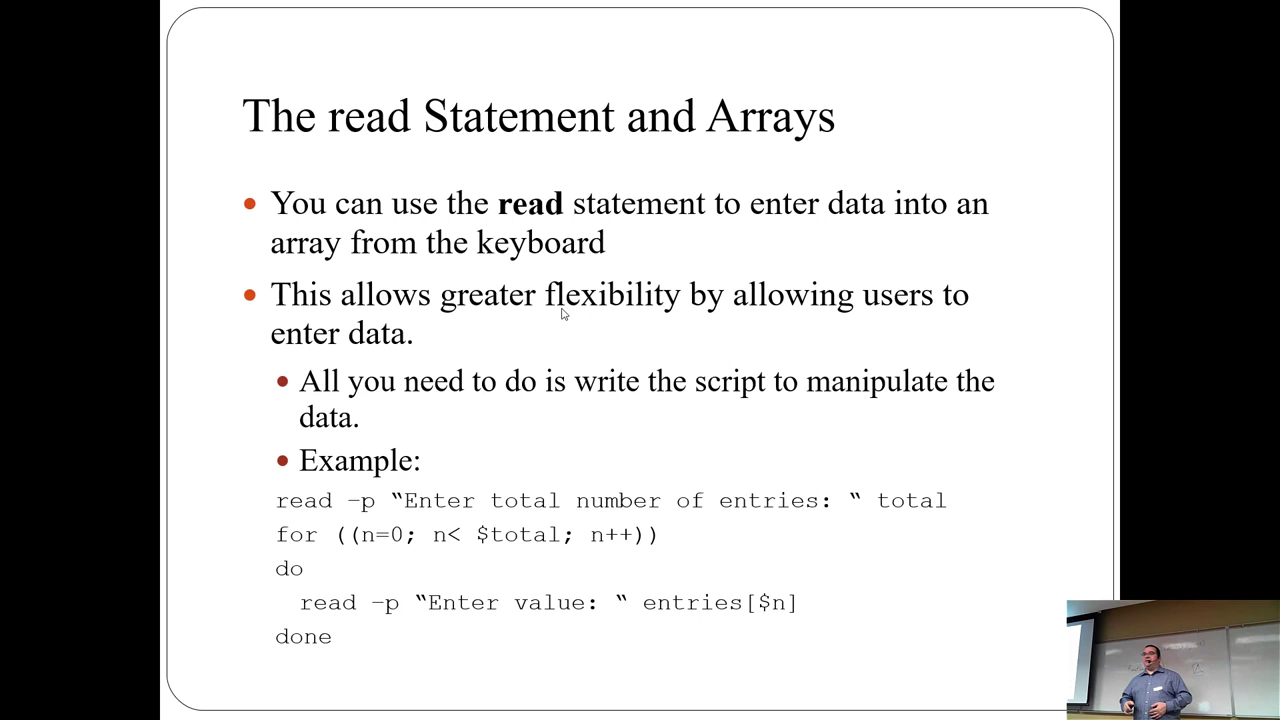 The read Statement and Arrays
• You can use the read statement to enter data into an
array from the keyboard
• This allows greater flexibility by allowing users to
enter data.
• All you need to do is write the script to manipulate the
data.
• Example:
read –p “Enter total number of entries: “ total
for ((n=0; n< $total; n++))
do
read –p “Enter value: “ entries[$n]
done